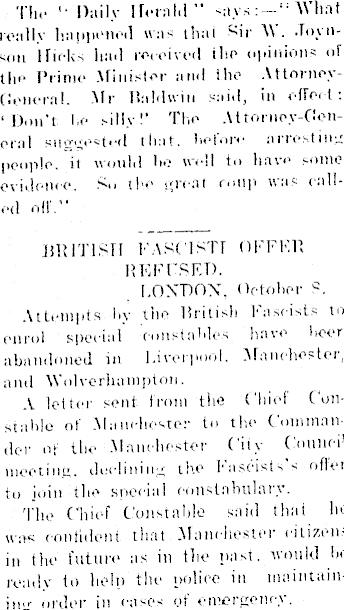 The "Daily Herald" says:—"What
really happened was that Sir W. Joyn-
son Hicks had received the opinions of
the Prime Minister and the Attorney-
General. Mr Baldwin said, in effect:
'Don't be silly!' The Attorney-Gen-
eral suggested that, before arresting
people, it would be well to have some
evidence. So the great coup was call-
ed off."
BRITISH FASCISTI OFFER
REFUSED.
LONDON, October 8.
Attempts by the British Fascists to
enrol special constables have been
abandoned in Liverpool, Manchester,
and Wolverhampton.
A letter sent from the Chief Con-
stable of Manchester to the Comman-
der of the Manchester City Council
meeting, declining the Fascists's offer
to join the special constabulary.
The Chief Constable said that he
was confident that Manchester citizens
in the future as in the past, would be
ready to help the police in maintain-
ing order in cases of emergency.